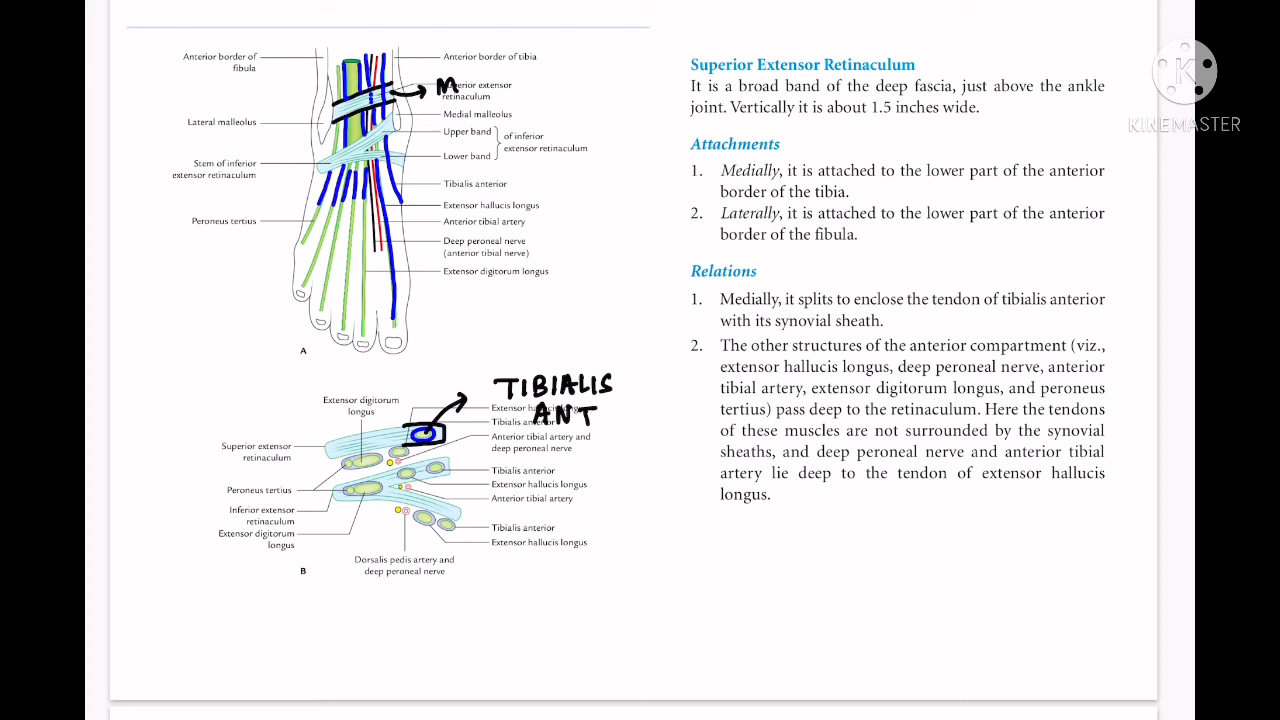 Anterior border of
fibula
Lateral malleolus
Stem of inferior
extensor retinaculum
Peroneus tertius
Anterior border of tibia
M
extensor
retinaculum
Medial malleolus
Upper band
of inferior
extensor retinaculum
Lower band
Tibialis anterior
Extensor hallucis longus
Anterior tibial artery
Deep peroneal nerve
(anterior tibial nerve)
Extensor digitorum longus
A
TIBIALIS
ANT
Extensor digitorum
longus
Superior extensor
retinaculum
Peroneus tertius
Inferior extensor
retinaculum
Extensor digitorum
longus
Extensor
Tibialis
Anterior tibial artery and
deep peroneal nerve
Tibialis anterior
Extensor hallucis longus
Anterior tibial artery
Tibialis anterior
Extensor hallucis longus
Dorsalis pedis artery and
deep peroneal nerve
B
Superior Extensor Retinaculum
It is a broad band of the deep fascia, just above the ankle
joint. Vertically it is about 1.5 inches wide.
Attachments
1. Medially, it is attached to the lower part of the anterior
border of the tibia.
2. Laterally, it is attached to the lower part of the anterior
border of the fibula.
Relations
1. Medially, it splits to enclose the tendon of tibialis anterior
with its synovial sheath.
2. The other structures of the anterior compartment (viz.,
extensor hallucis longus, deep peroneal nerve, anterior
tibial artery, extensor digitorum longus, and peroneus
tertius) pass deep to the retinaculum. Here the tendons
of these muscles are not surrounded by the synovial
sheaths, and deep peroneal nerve and anterior tibial
artery lie deep to the tendon of extensor hallucis
longus.
K
KINEMASTER